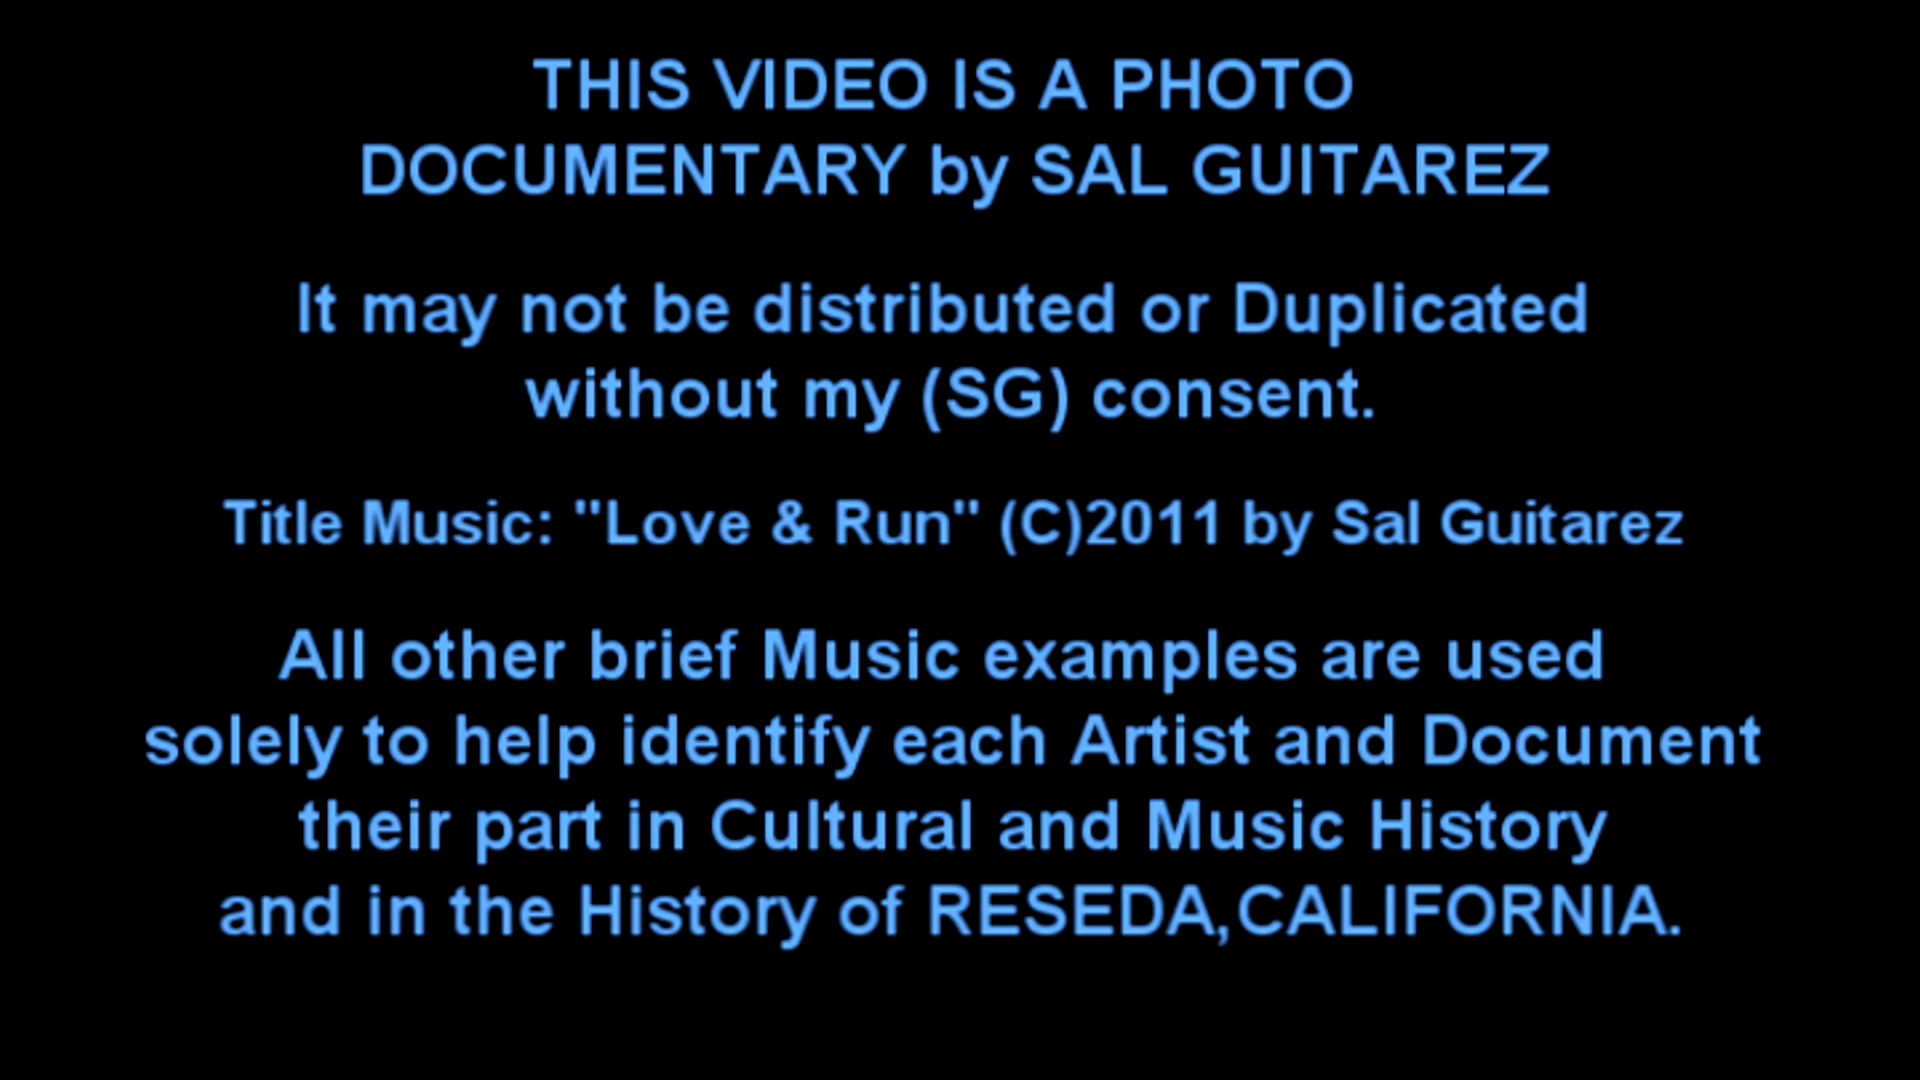 THIS VIDEO IS A PHOTO
DOCUMENTARY by SAL GUITAREZ
It may not be distributed or Duplicated
without my (SG) consent.
Title Music: "Love & Run" (C)2011 by Sal Guitarez
All other brief Music examples are used
solely to help identify each Artist and Document
their part in Cultural and Music History
and in the History of RESEDA,CALIFORNIA.